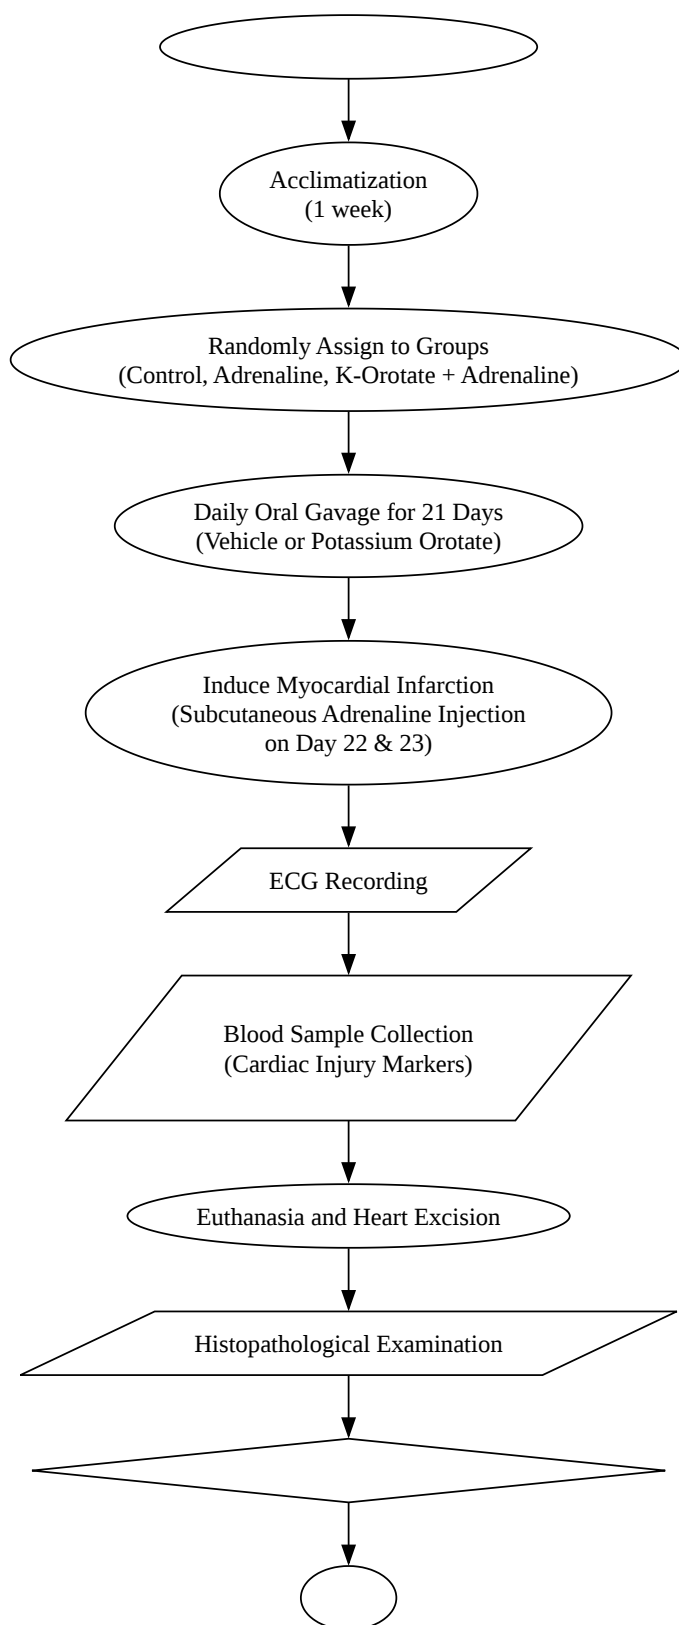 Acclimatization
(1 week)
Randomly Assign to Groups
(Control, Adrenaline, K-Orotate + Adrenaline)
Daily Oral Gavage for 21 Days
(Vehicle or Potassium Orotate)
Induce Myocardial Infarction
(Subcutaneous Adrenaline Injection
on Day 22 & 23)
ECG Recording
Blood Sample Collection
(Cardiac Injury Markers)
Euthanasia and Heart Excision
Histopathological Examination